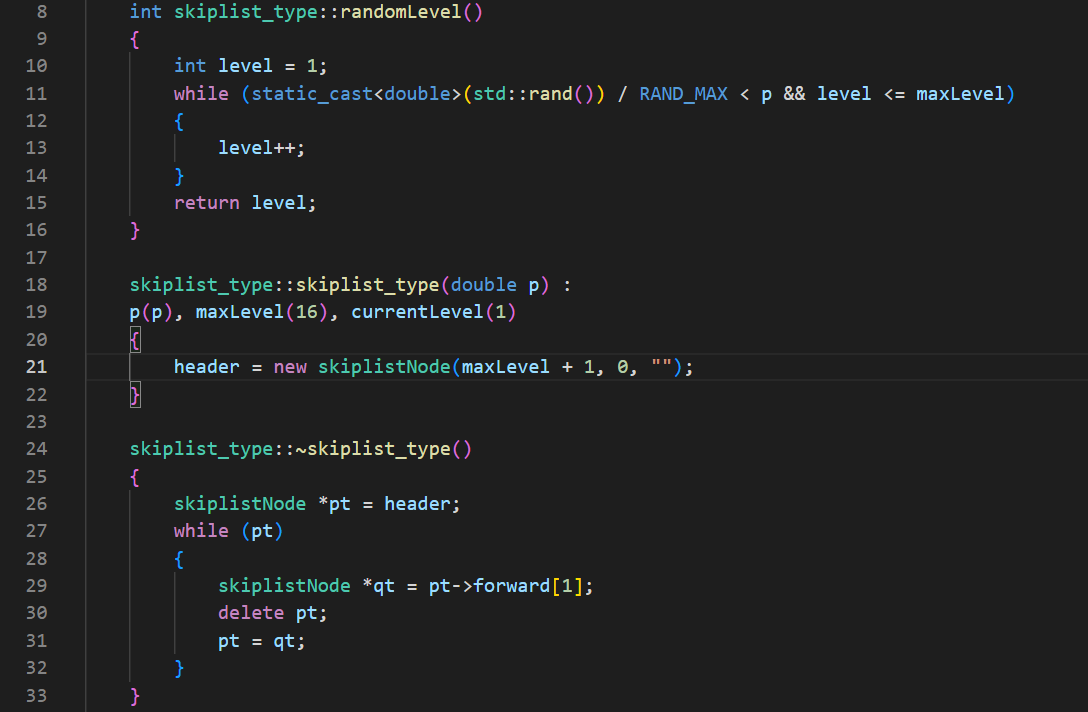 8 int skiplist_type::randomLevel()
9 {
10 int level = 1;
11 while (static_cast<double>(std::rand()) / RAND_MAX < p && level <= maxLevel)
12 {
13 level++;
14 }
15 return level;
16 }
17
18 skiplist_type::skiplist_type(double p) :
19 p(p), maxLevel(16), currentLevel(1)
20 {
21 header = new skiplistNode(maxLevel + 1, 0, "");
22 }
23
24 skiplist_type::~skiplist_type()
25 {
26 skiplistNode *pt = header;
27 while (pt)
28 {
29 skiplistNode *qt = pt->forward[1];
30 delete pt;
31 pt = qt;
32 }
33 }